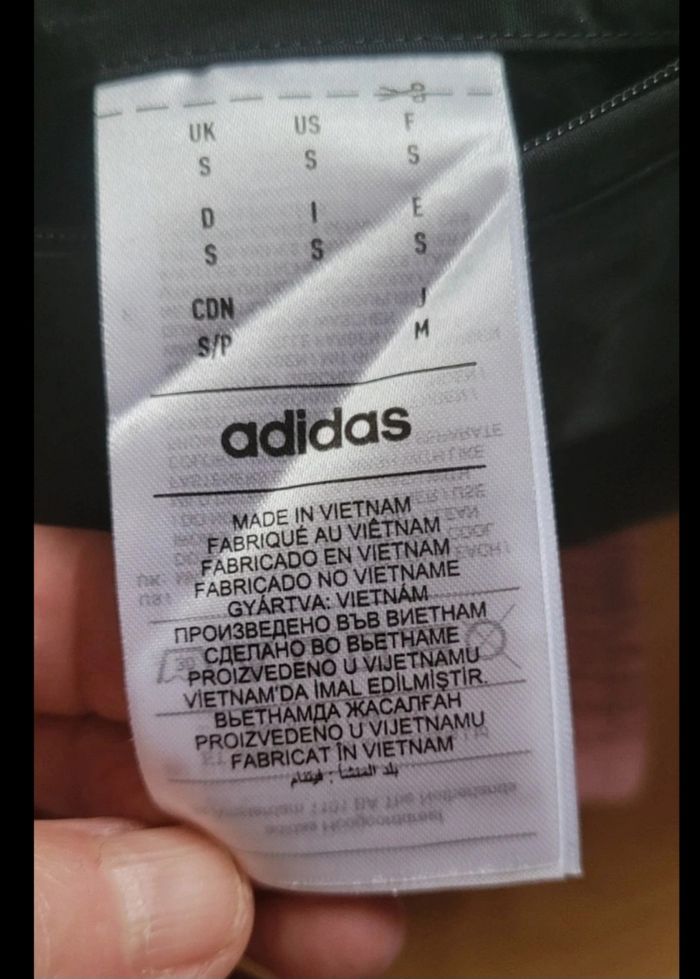 UK US F
S S S
D I E
S S S
CDN J
S/P M
adidas
MADE IN VIETNAM
FABRIQUÉ AU VIÊTNAM
FABRICADO EN VIETNAM
FABRICADO NO VIETNAME
GYÁRTVA: VIETNÁM
ПРОИЗВЕДЕНО ВЪВ ВИЕТНАМ
СДЕЛАНО ВО ВЬЕТНАМЕ
PROIZVEDENO U VIJETNAMU
VİETNAM'DA İMAL EDİLMİŞTİR.
ВЬЕТНАМДА ЖАСАЛҒАН
PROIZVEDENO U VIJETNAMU
FABRICAT ÎN VIETNAM
بلد المنشأ : فيتنام